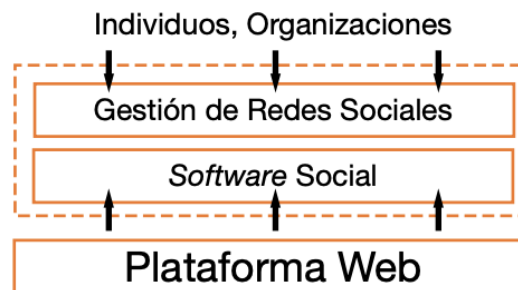 Individuos, Organizaciones
Gestión de Redes Sociales
Software Social
Plataforma Web